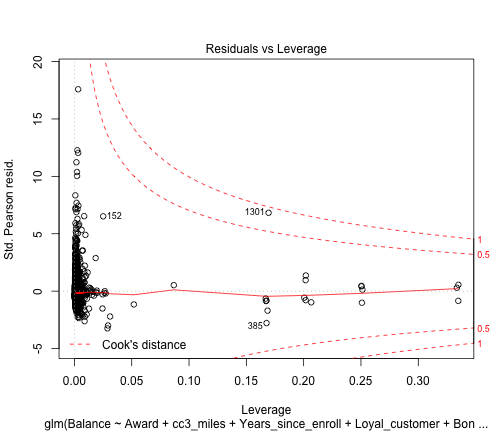 Residuals vs Leverage
Std. Pearson resid.
20
15
10
5
0
-5
152
1301
385
1
0.5
0.5
1
Cook's distance
0.00 0.05 0.10 0.15 0.20 0.25 0.30
Leverage
glm(Balance ~ Award + cc3_miles + Years_since_enroll + Loyal_customer + Bon ...